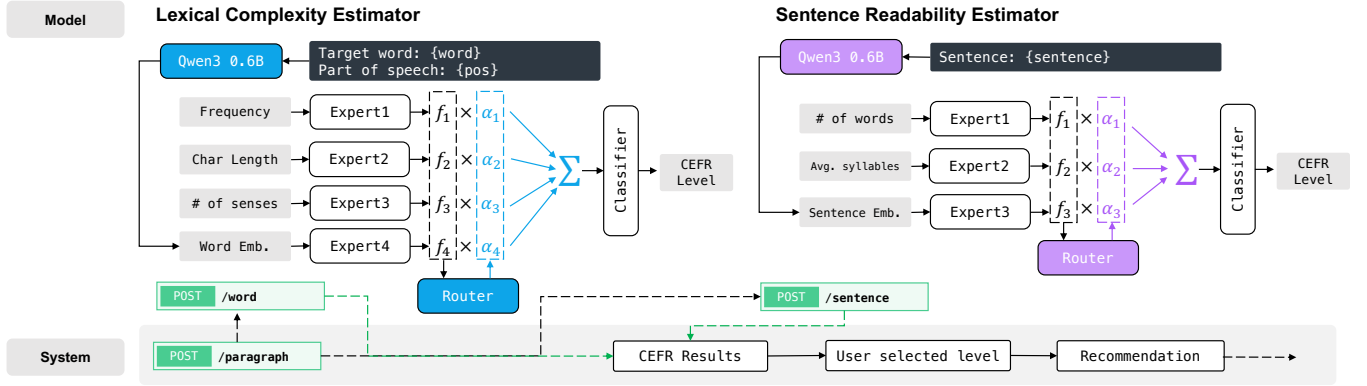 Model
Lexical Complexity Estimator
Qwen3 0.6B
Target word: {word}
Part of speech: {pos}
Frequency
Expert1
f1 × α1
Char Length
Expert2
f2 × α2
# of senses
Expert3
f3 × α3
Word Emb.
Expert4
f4 × α4
Σ
Classifier
CEFR
Level
Router
Sentence Readability Estimator
Qwen3 0.6B
Sentence: {sentence}
# of words
Expert1
f1 × α1
Avg. syllables
Expert2
f2 × α2
Sentence Emb.
Expert3
f3 × α3
Σ
Classifier
CEFR
Level
Router
POST /word
POST /sentence
System
POST /paragraph
CEFR Results
User selected level
Recommendation